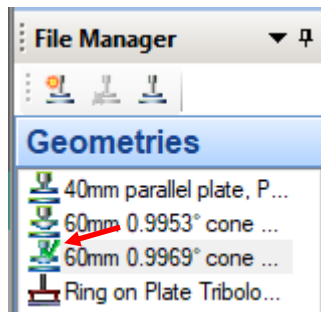 File Manager
Geometries
40mm parallel plate, P...
60mm 0.9953° cone ...
60mm 0.9969° cone ...
Ring on Plate Tribolo...